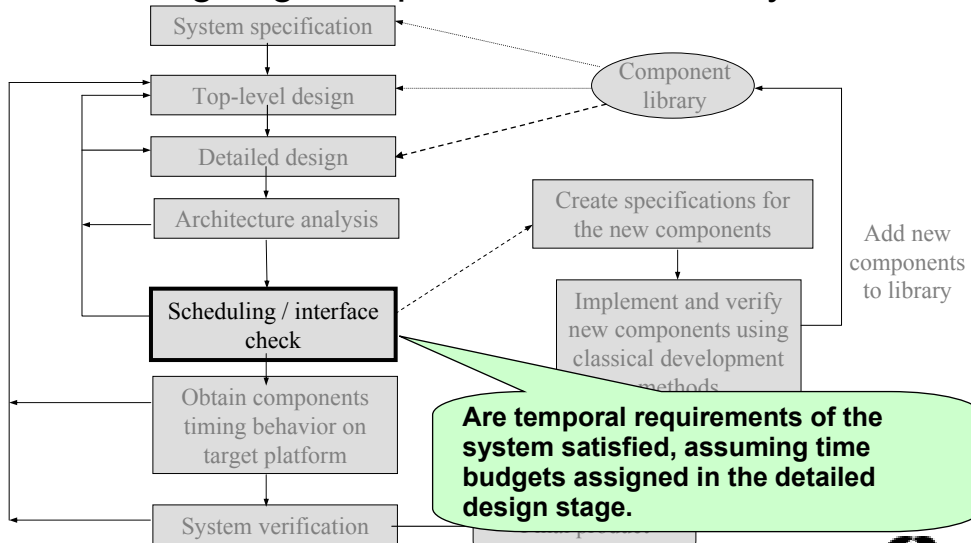 System specification
Top-level design
Detailed design
Architecture analysis
Scheduling / interface
check
Obtain components
timing behavior on
target platform
System verification
Component
library
Create specifications for
the new components
Implement and verify
new components using
classical development
methods
Add new
components
to library
Are temporal requirements of the
system satisfied, assuming time
budgets assigned in the detailed
design stage.